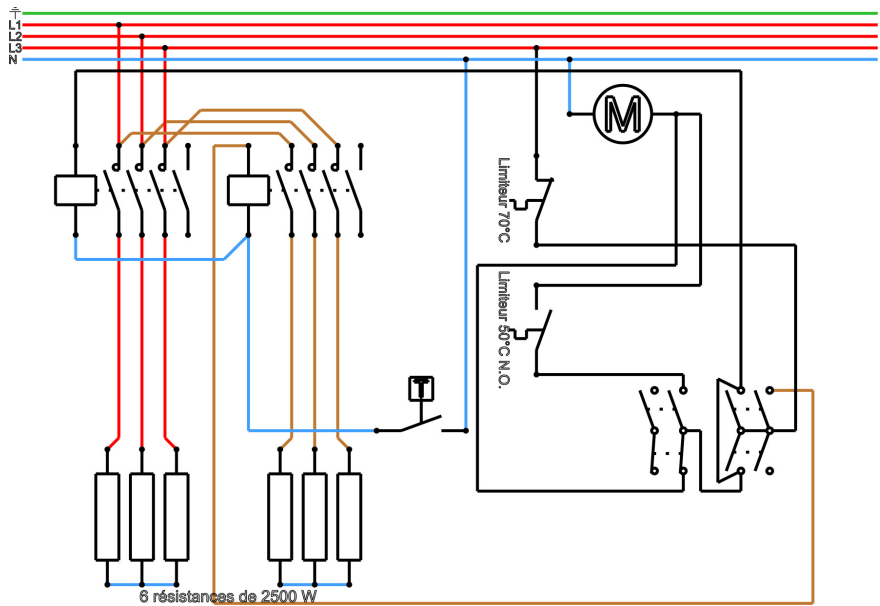 L1
L2
L3
N
M
Limiteur 70°C
Limiteur 50°C N.O.
T
6 résistances de 2500 W